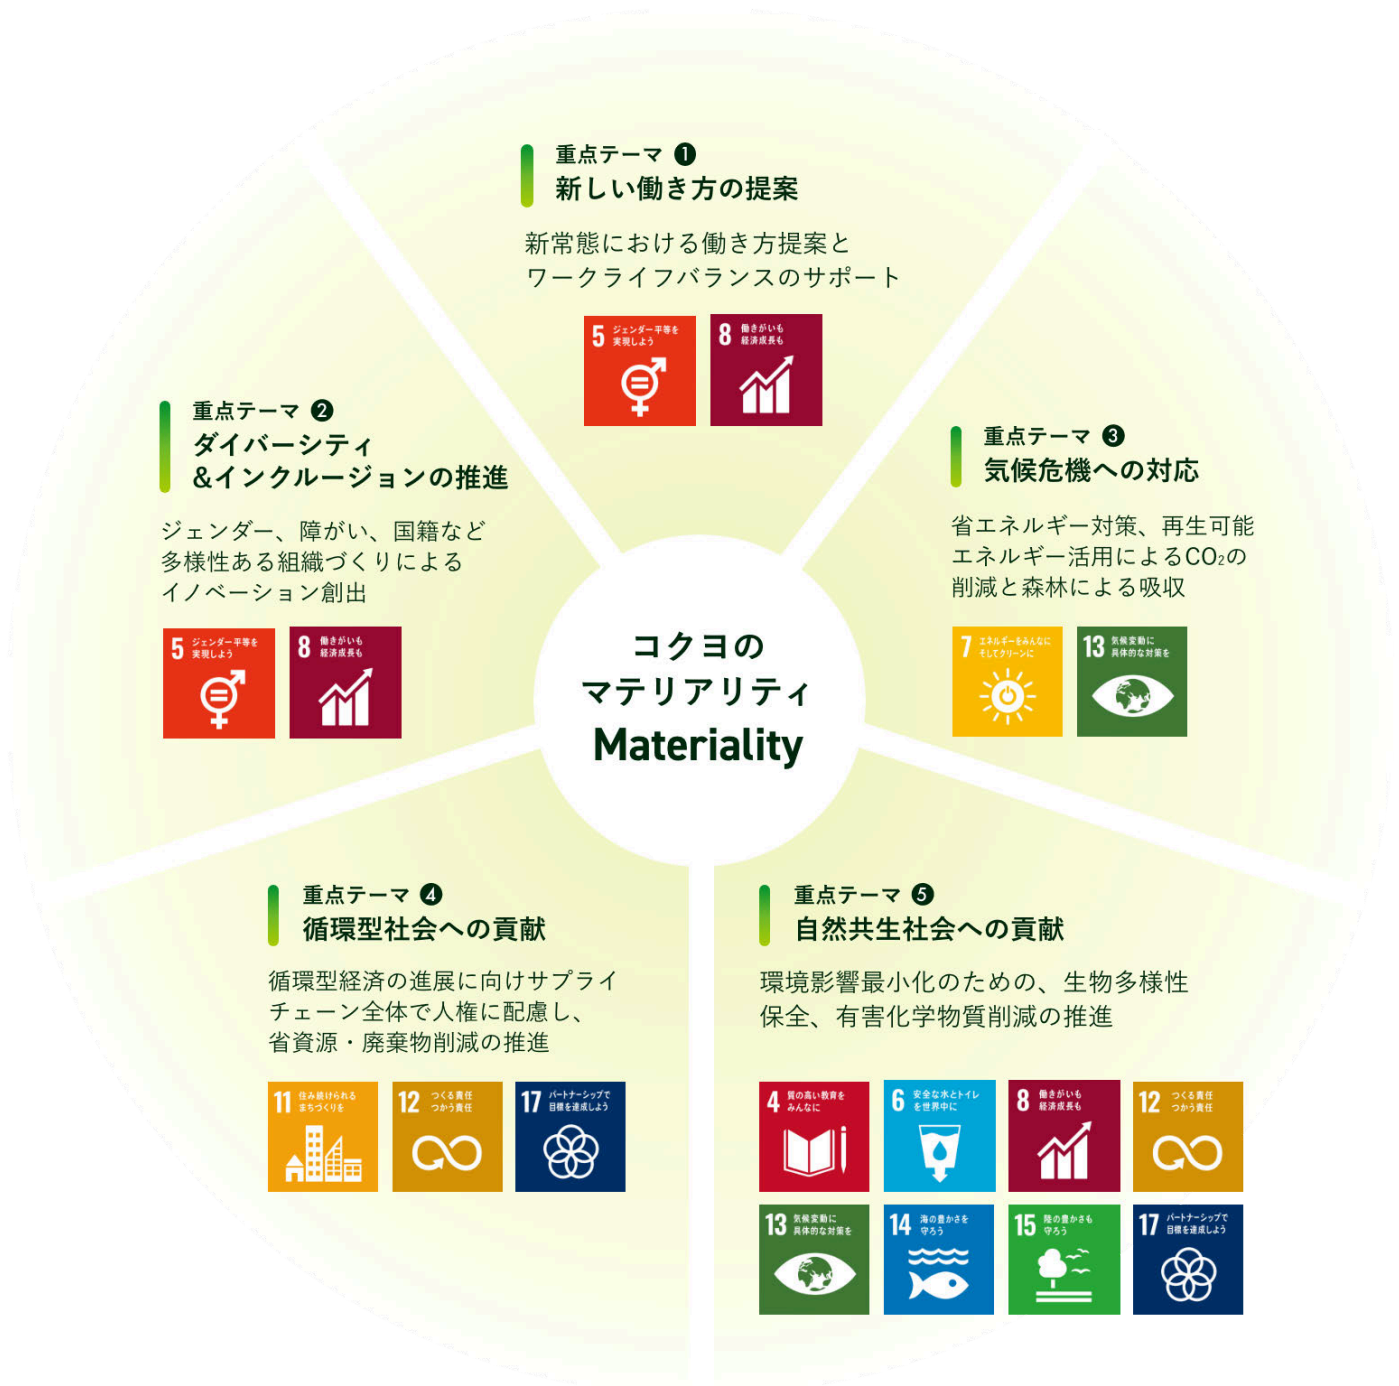 重点テーマ ❶
新しい働き方の提案
新常態における働き方提案と
ワークライフバランスのサポート
5 ジェンダー平等を
実現しよう
8 働きがいも
経済成長も
重点テーマ ❷
ダイバーシティ
&インクルージョンの推進
ジェンダー、障がい、国籍など
多様性ある組織づくりによる
イノベーション創出
5 ジェンダー平等を
実現しよう
8 働きがいも
経済成長も
重点テーマ ❸
気候危機への対応
省エネルギー対策、再生可能
エネルギー活用によるCO₂の
削減と森林による吸収
7 エネルギーをみんなに
そしてクリーンに
13 気候変動に
具体的な対策を
コクヨの
マテリアリティ
Materiality
重点テーマ ❹
循環型社会への貢献
循環型経済の進展に向けサプライ
チェーン全体で人権に配慮し、
省資源・廃棄物削減の推進
11 住み続けられる
まちづくりを
12 つくる責任
つかう責任
17 パートナーシップで
目標を達成しよう
重点テーマ ❺
自然共生社会への貢献
環境影響最小化のための、生物多様性
保全、有害化学物質削減の推進
4 質の高い教育を
みんなに
6 安全な水とトイレ
を世界中に
8 働きがいも
経済成長も
12 つくる責任
つかう責任
13 気候変動に
具体的な対策を
14 海の豊かさを
守ろう
15 陸の豊かさも
守ろう
17 パートナーシップで
目標を達成しよう